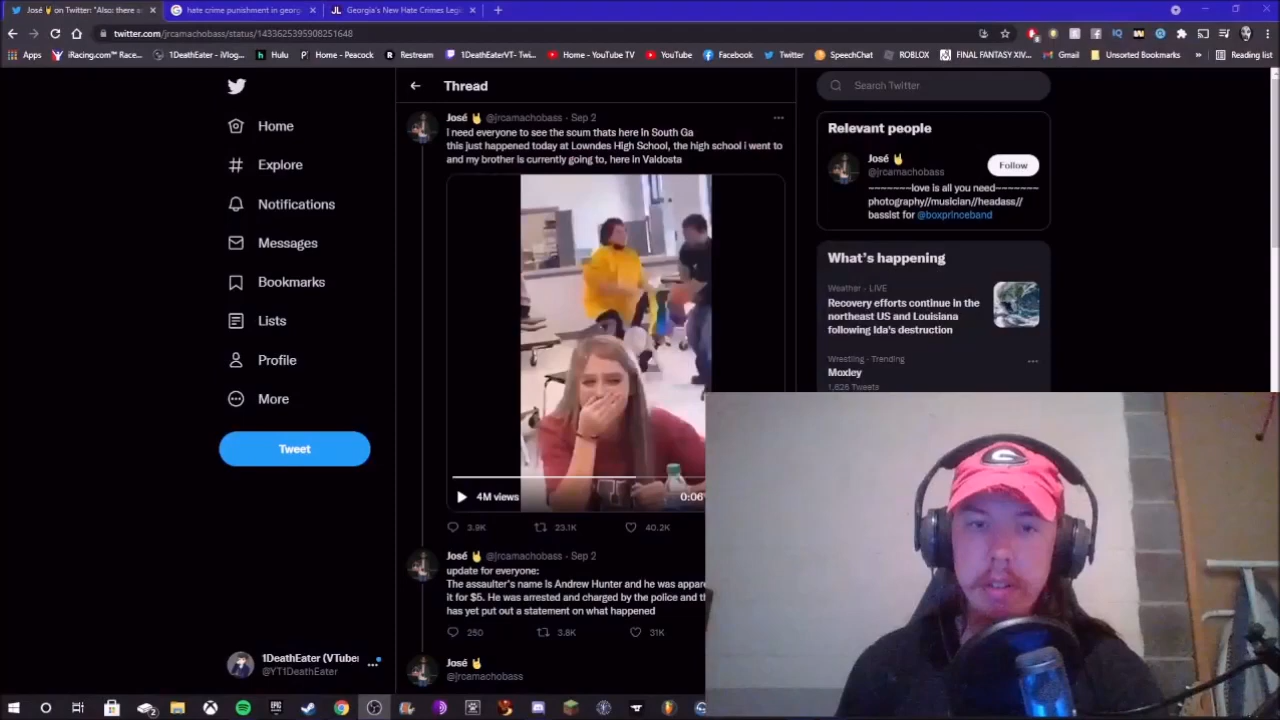 José 🤘 on Twitter: "Also: there a
hate crime punishment in georg
Georgia's New Hate Crimes Legi
twitter.com/jrcamachobass/status/1433625395908251648
Apps
iRacing.com™ Race...
1DeathEater - iVlog...
Hulu
Home - Peacock
Restream
1DeathEaterVT- Twi...
Home - YouTube TV
YouTube
Facebook
Twitter
SpeechChat
ROBLOX
FINAL FANTASY XIV...
Gmail
Unsorted Bookmarks
Reading list
Home
Explore
Notifications
Messages
Bookmarks
Lists
Profile
More
Tweet
1DeathEater (VTuber
@YT1DeathEater
Thread
José 🤘 @jrcamachobass · Sep 2
I need everyone to see the scum thats here in South Ga
this just happened today at Lowndes High School, the high school i went to
and my brother is currently going to, here in Valdosta
4M views
0:06
3.9K 23.1K 40.2K
José 🤘 @jrcamachobass · Sep 2
update for everyone:
The assaulter's name is Andrew Hunter and he was appare
it for $5. He was arrested and charged by the police and th
has yet put out a statement on what happened
250 3.8K 31K
José 🤘
@jrcamachobass
Search Twitter
Relevant people
José 🤘
@jrcamachobass
Follow
~~~~~~~love is all you need~~~~~~~
photography//musician//headass//
bassist for @boxprinceband
What's happening
Weather · LIVE
Recovery efforts continue in the
northeast US and Louisiana
following Ida's destruction
Wrestling · Trending
Moxley
1,626 Tweets
G